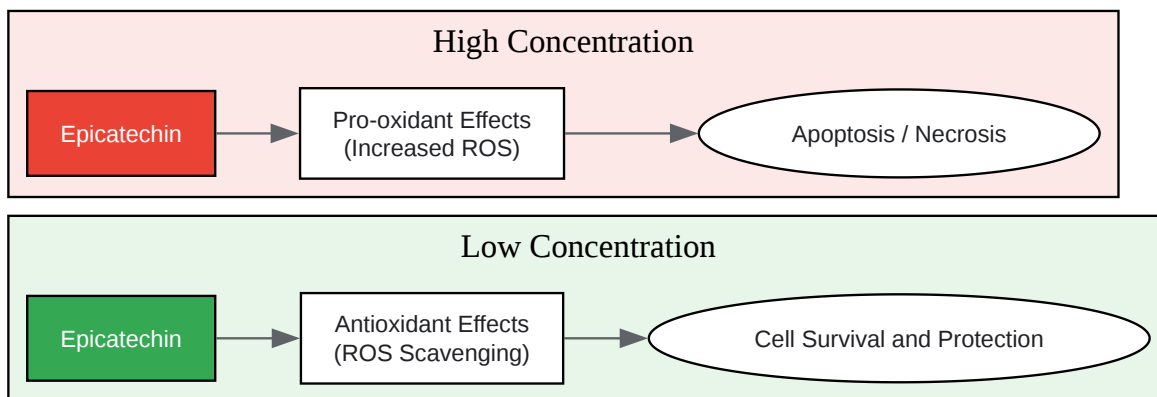 High Concentration
Epicatechin
Pro-oxidant Effects
(Increased ROS)
Apoptosis / Necrosis
Low Concentration
Epicatechin
Antioxidant Effects
(ROS Scavenging)
Cell Survival and Protection